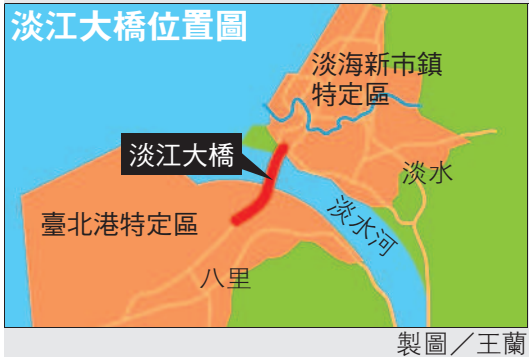 淡江大橋位置圖
淡海新市鎮
特定區
淡江大橋
淡水
臺北港特定區
淡水河
八里
製圖／王蘭